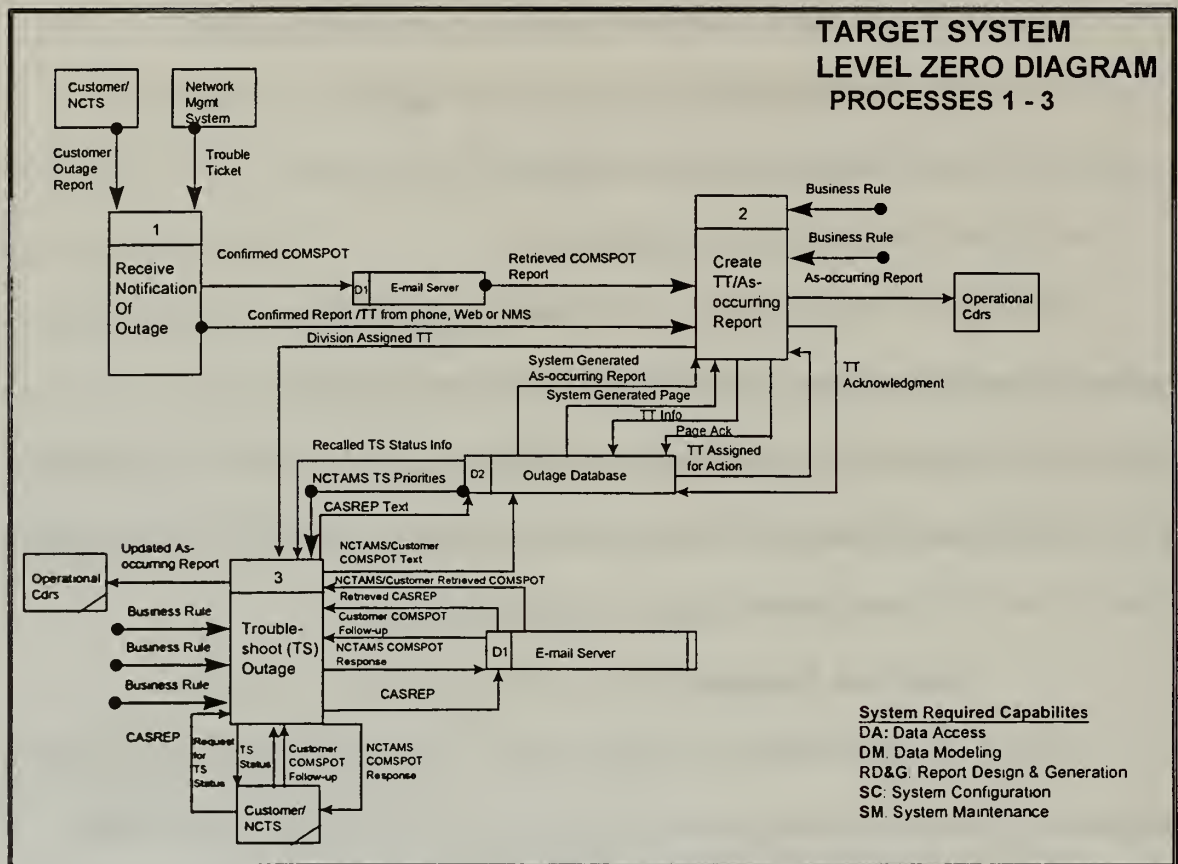 TARGET SYSTEM
LEVEL ZERO DIAGRAM
PROCESSES 1 - 3
Customer/
NCTS
Network
Mgmt
System
Customer
Outage
Report
Trouble
Ticket
1
Receive
Notification
Of
Outage
Confirmed COMSPOT
D1
E-mail Server
Retrieved COMSPOT
Report
Confirmed Report /TT from phone, Web or NMS
Division Assigned TT
2
Create
TT/As-
occurring
Report
Business Rule
Business Rule
As-occurring Report
Operational
Cdrs
System Generated
As-occurring Report
System Generated Page
TT Info
Page Ack
TT
Acknowledgment
TT Assigned
for Action
Recalled TS Status Info
D2
Outage Database
NCTAMS TS Priorities
CASREP Text
NCTAMS/Customer
COMSPOT Text
Updated As-
occurring Report
Operational
Cdrs
3
Trouble-
shoot (TS)
Outage
NCTAMS/Customer Retrieved COMSPOT
Retrieved CASREP
Customer COMSPOT
Follow-up
NCTAMS COMSPOT
Response
D1
E-mail Server
CASREP
Business Rule
Business Rule
Business Rule
CASREP
Request
for
TS
Status
TS
Status
Customer
COMSPOT
Follow-up
NCTAMS
COMSPOT
Response
Customer/
NCTS
System Required Capabilites
DA: Data Access
DM. Data Modeling
RD&G. Report Design & Generation
SC: System Configuration
SM. System Maintenance